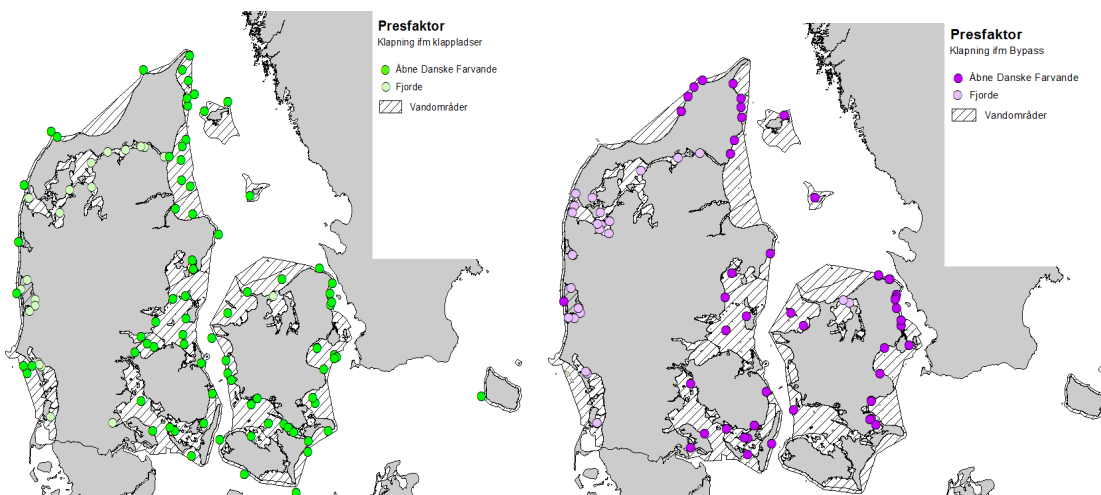 Presfaktor
Klapning ifm klappladser
Åbne Danske Farvande
Fjorde
Vandområder
Presfaktor
Klapning ifm Bypass
Åbne Danske Farvande
Fjorde
Vandområder